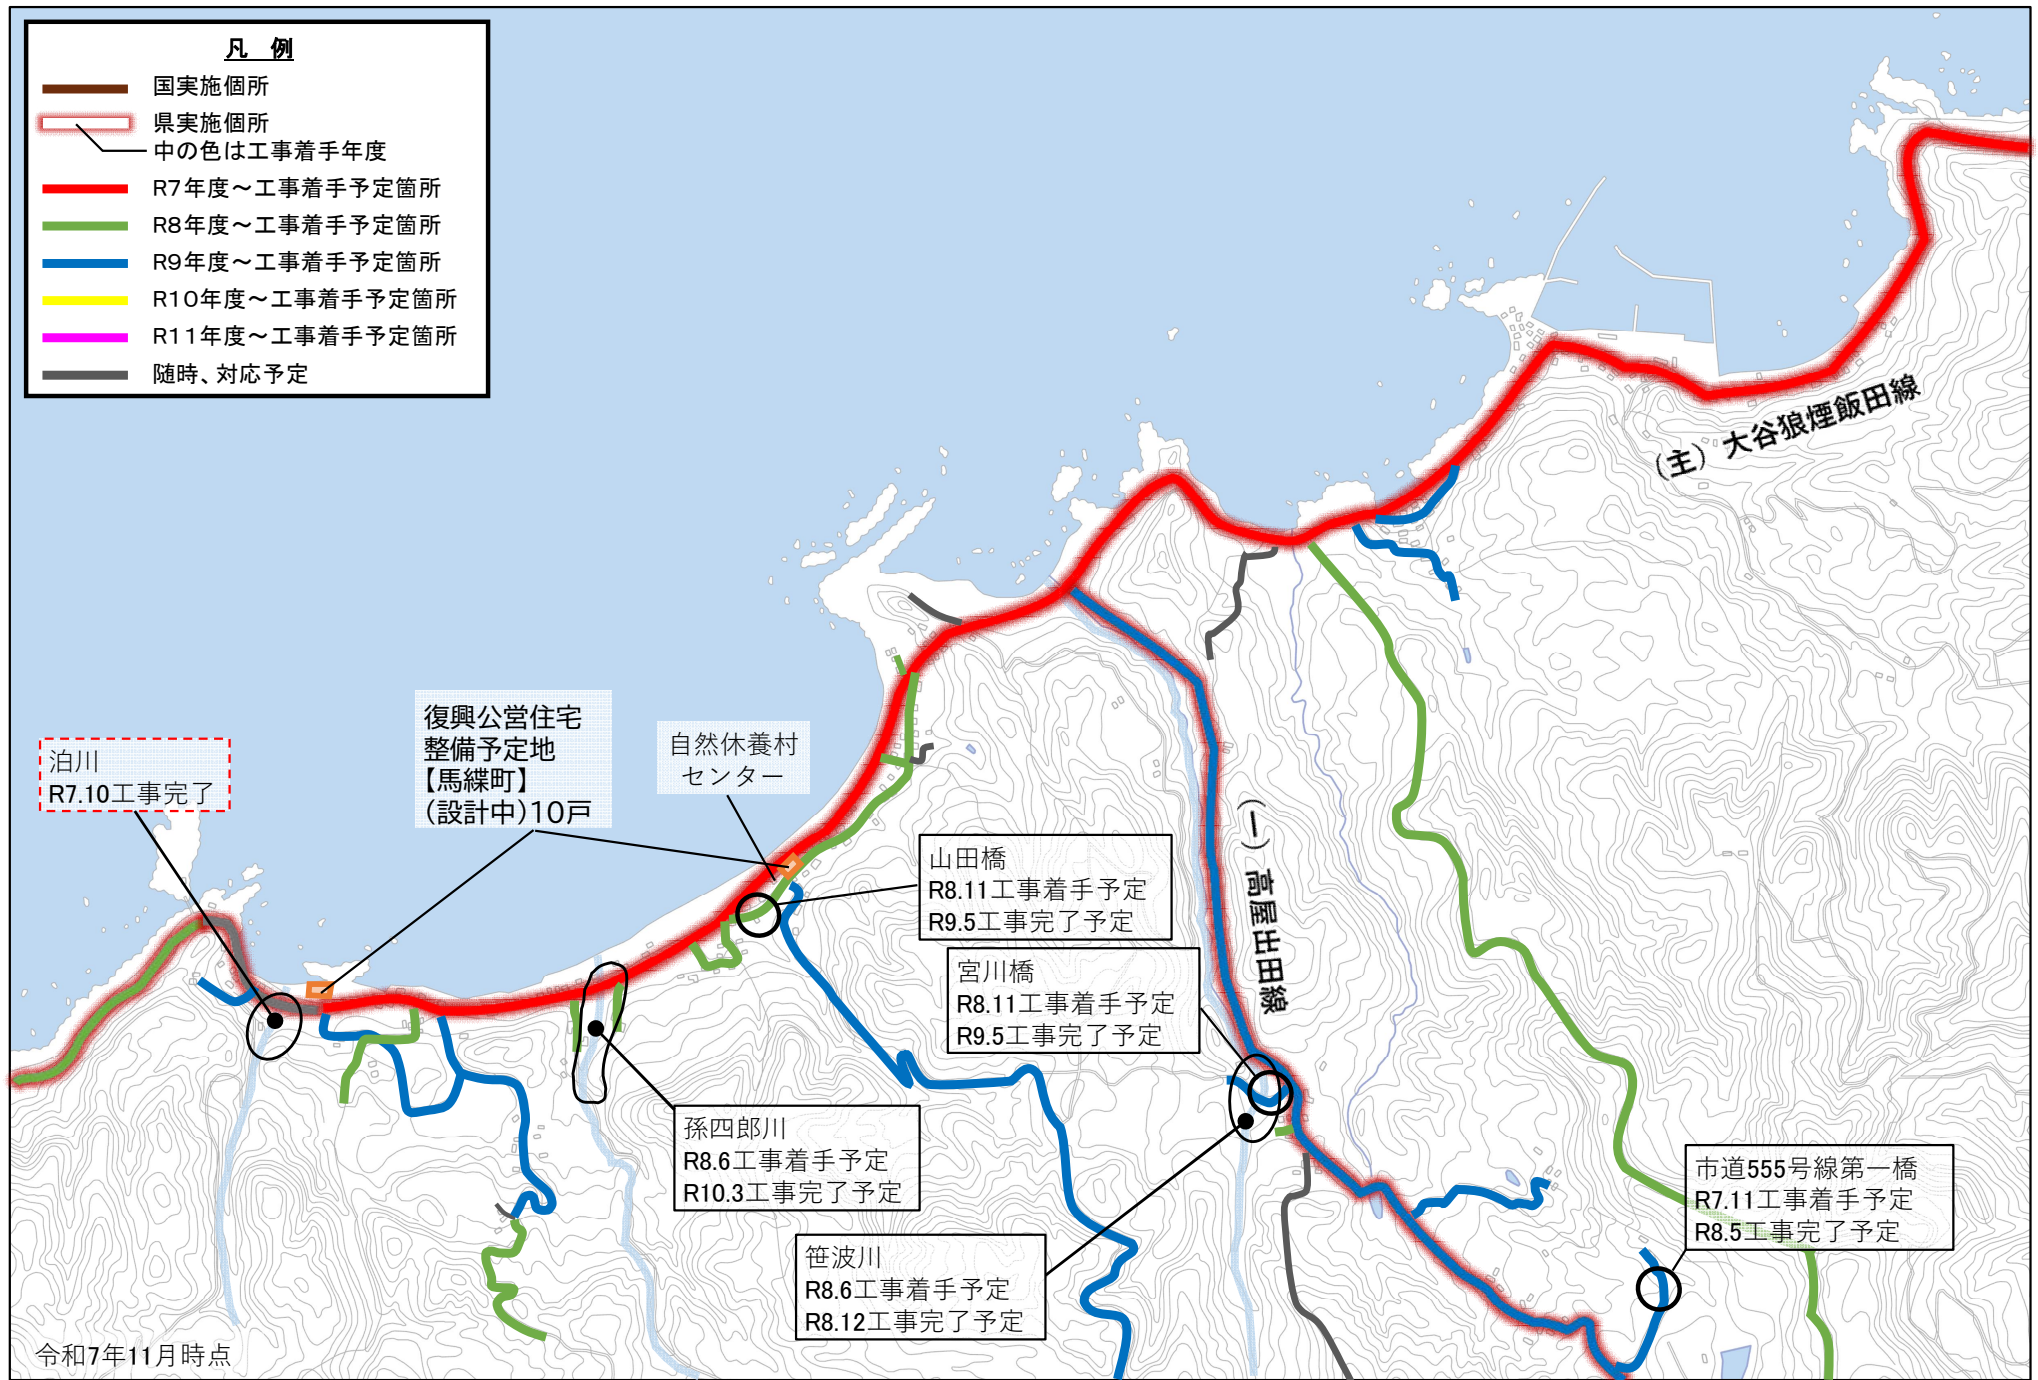 凡 例
国実施個所
県実施個所
中の色は工事着手年度
R7年度～工事着手予定箇所
R8年度～工事着手予定箇所
R9年度～工事着手予定箇所
R10年度～工事着手予定箇所
R11年度～工事着手予定箇所
随時、対応予定
(主) 大谷狼煙飯田線
復興公営住宅
整備予定地
【馬緤町】
(設計中)10戸
自然休養村
センター
泊川
R7.10工事完了
山田橋
R8.11工事着手予定
R9.5工事完了予定
(一) 高屋出田線
宮川橋
R8.11工事着手予定
R9.5工事完了予定
孫四郎川
R8.6工事着手予定
R10.3工事完了予定
市道555号線第一橋
R7.11工事着手予定
R8.5工事完了予定
笹波川
R8.6工事着手予定
R8.12工事完了予定
令和7年11月時点